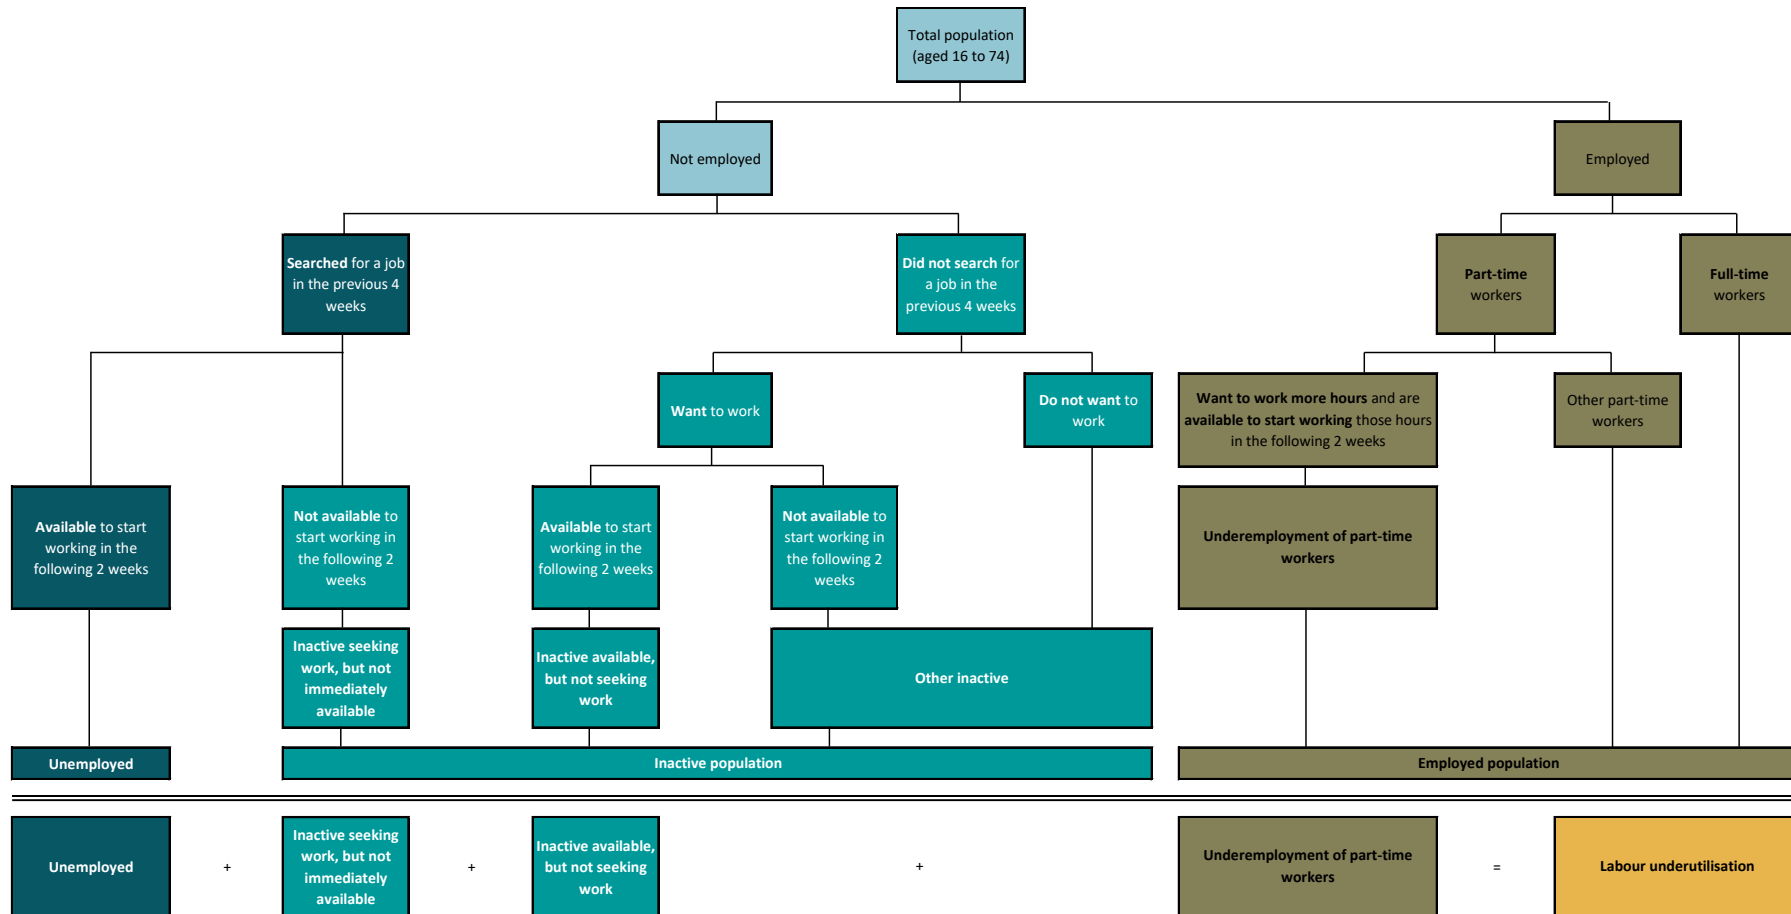 Total population
(aged 16 to 74)
Not employed
Employed
Searched for a job
in the previous 4
weeks
Did not search for
a job in the
previous 4 weeks
Part-time
workers
Full-time
workers
Want to work
Do not want to
work
Want to work more hours and are
available to start working those hours
in the following 2 weeks
Other part-time
workers
Available to start
working in the
following 2 weeks
Not available to
start working in
the following 2
weeks
Available to start
working in the
following 2 weeks
Not available to
start working in
the following 2
weeks
Underemployment of part-time
workers
Inactive seeking
work, but not
immediately
available
Inactive available,
but not seeking
work
Other inactive
Unemployed
Inactive population
Employed population
Unemployed
+
Inactive seeking
work, but not
immediately
available
+
Inactive available,
but not seeking
work
+
Underemployment of part-time
workers
=
Labour underutilisation